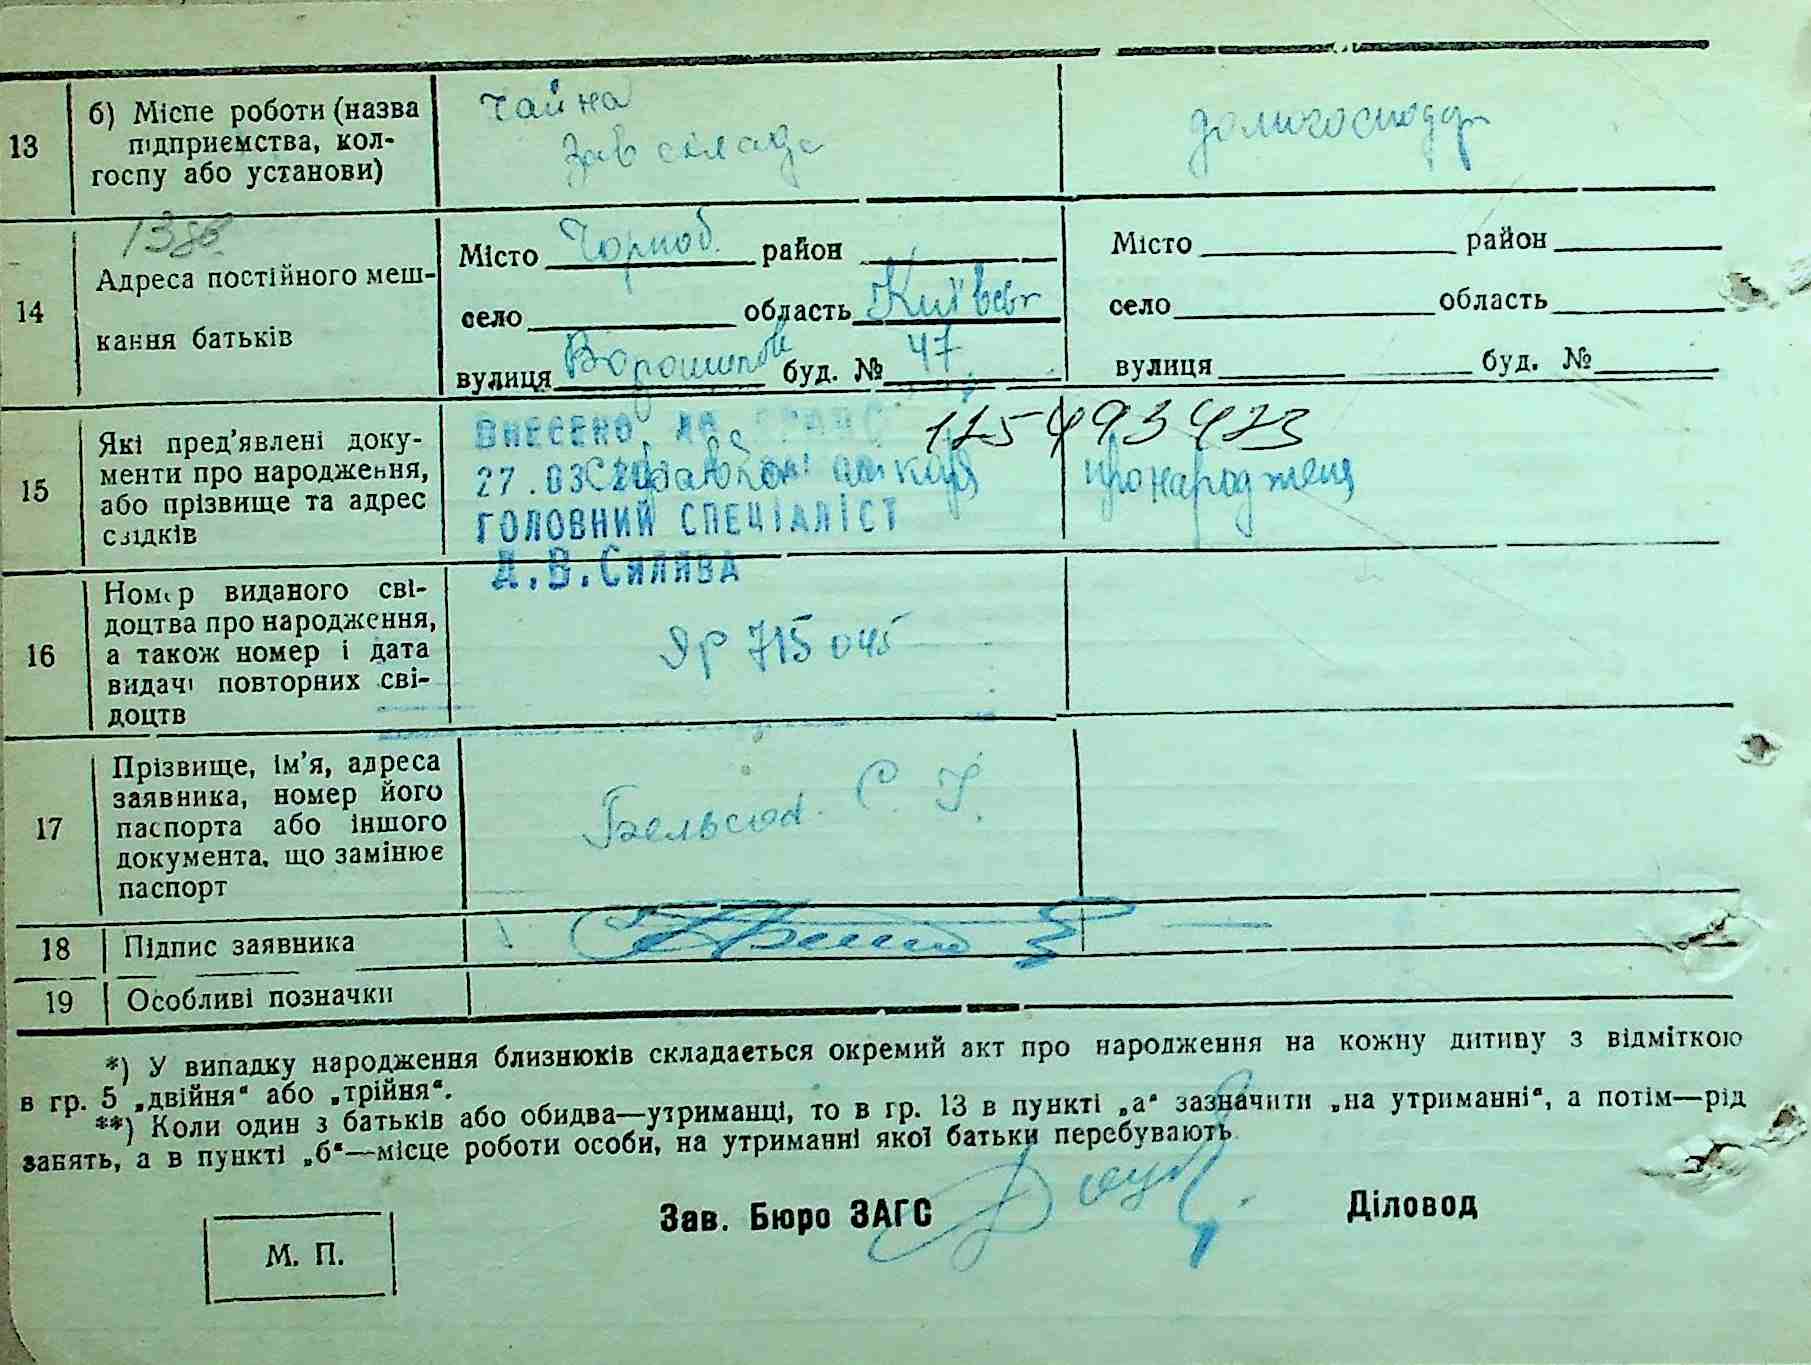 13
б) Місце роботи (назва
підприємства, кол-
госпу або установи)
чайна
зав склада
домогосподар
1386
14
Адреса постійного меш-
кання батьків
Місто Чорноб. район
село область Київськ
вулиця Ворошилов буд. № 47
Місто район
село область
вулиця буд. №
15
Які пред'явлені доку-
менти про народження,
або прізвище та адрес
свідків
ВНЕСЕНО ДО
175493473
27.03
про народження
ГОЛОВНИЙ СПЕЦІАЛІСТ
Д.В.Силява
16
Номер виданого сві-
доцтва про народження,
а також номер і дата
видачі повторних сві-
доцтв
ЯР 715045
17
Прізвище, ім'я, адреса
заявника, номер його
паспорта або іншого
документа, що замінює
паспорт
18
Підпис заявника
19
Особливі позначки
*) У випадку народження близнюків складається окремий акт про народження на кожну дитину з відміткою
в гр. 5 „двійня“ або „трійня“.
**) Коли один з батьків або обидва—утриманці, то в гр. 13 в пункті „а“ зазначити „на утриманні“, а потім—рід
занять, а в пункті „б“—місце роботи особи, на утриманні якої батьки перебувають.
Зав. Бюро ЗАГС
Діловод
М. П.